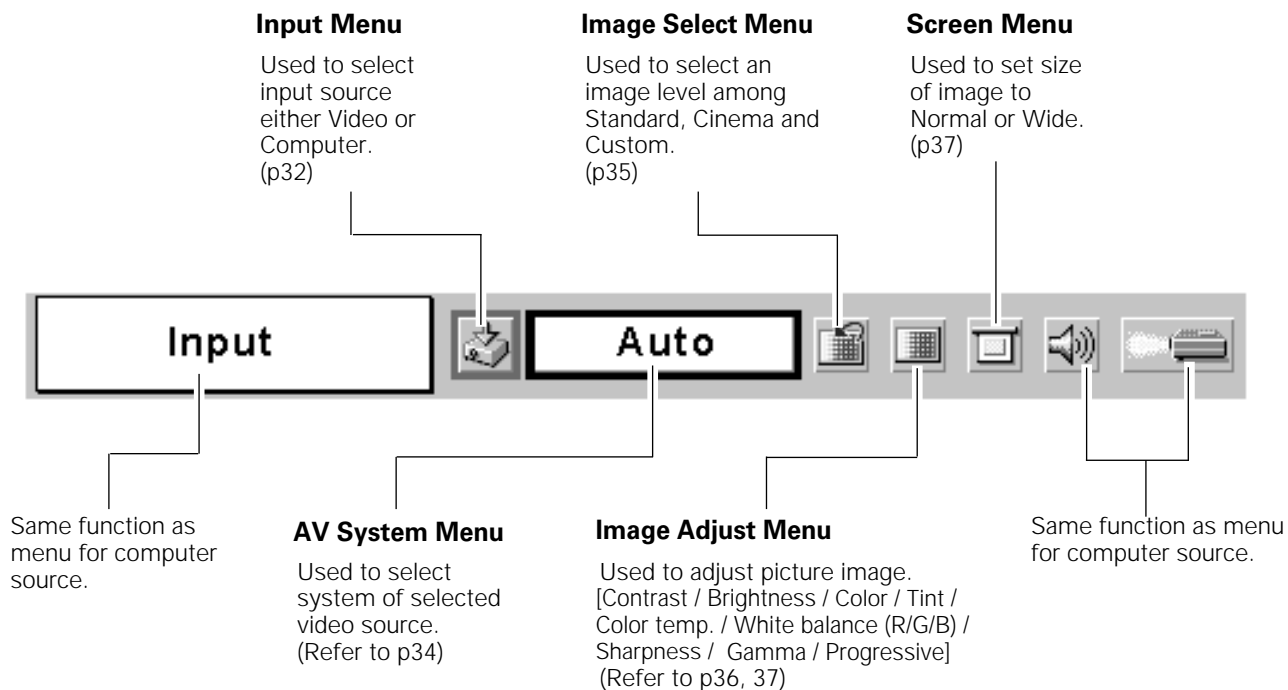 Input Menu
Used to select
input source
either Video or
Computer.
(p32)
Image Select Menu
Used to select an
image level among
Standard, Cinema and
Custom.
(p35)
Screen Menu
Used to set size
of image to
Normal or Wide.
(p37)
Input
Auto
Same function as
menu for computer
source.
AV System Menu
Used to select
system of selected
video source.
(Refer to p34)
Image Adjust Menu
Used to adjust picture image.
[Contrast / Brightness / Color / Tint /
Color temp. / White balance (R/G/B) /
Sharpness / Gamma / Progressive]
(Refer to p36, 37)
Same function as menu
for computer source.